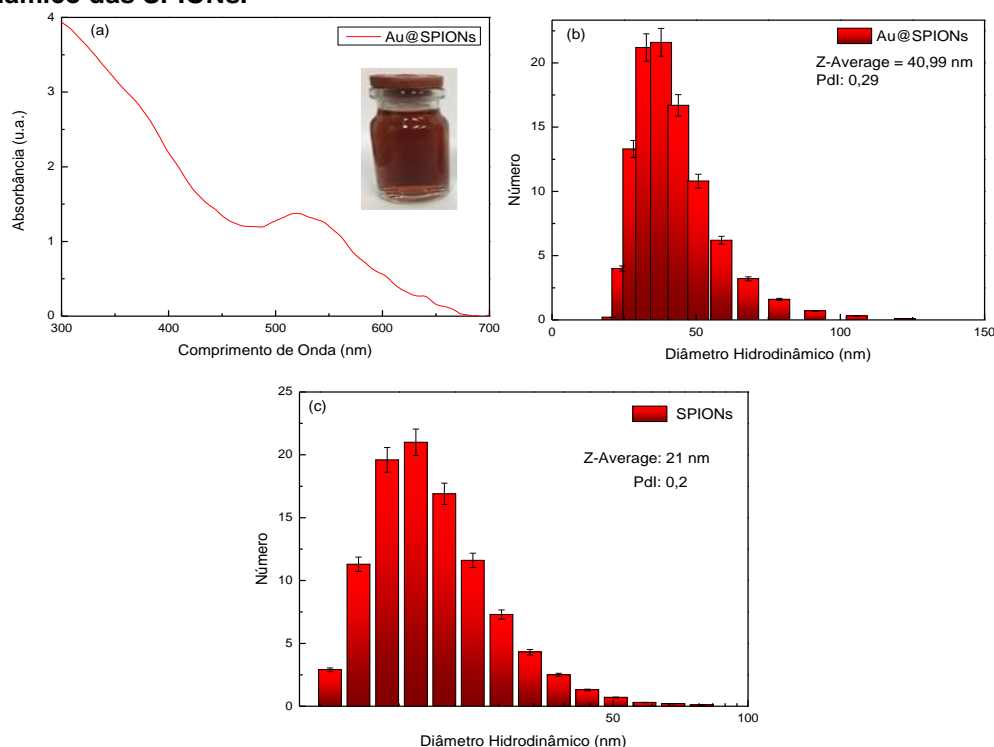 (a)
Au@SPIONs
Absorbância (u.a.)
4
3
2
1
0
300
400
500
600
700
Comprimento de Onda (nm)
(b)
Au@SPIONs
Z-Average = 40,99 nm
PdI: 0,29
Número
20
15
10
5
0
0
50
100
150
Diâmetro Hidrodinâmico (nm)
(c)
SPIONs
Z-Average: 21 nm
PdI: 0,2
Número
25
20
15
10
5
0
50
100
Diâmetro Hidrodinâmico (nm)